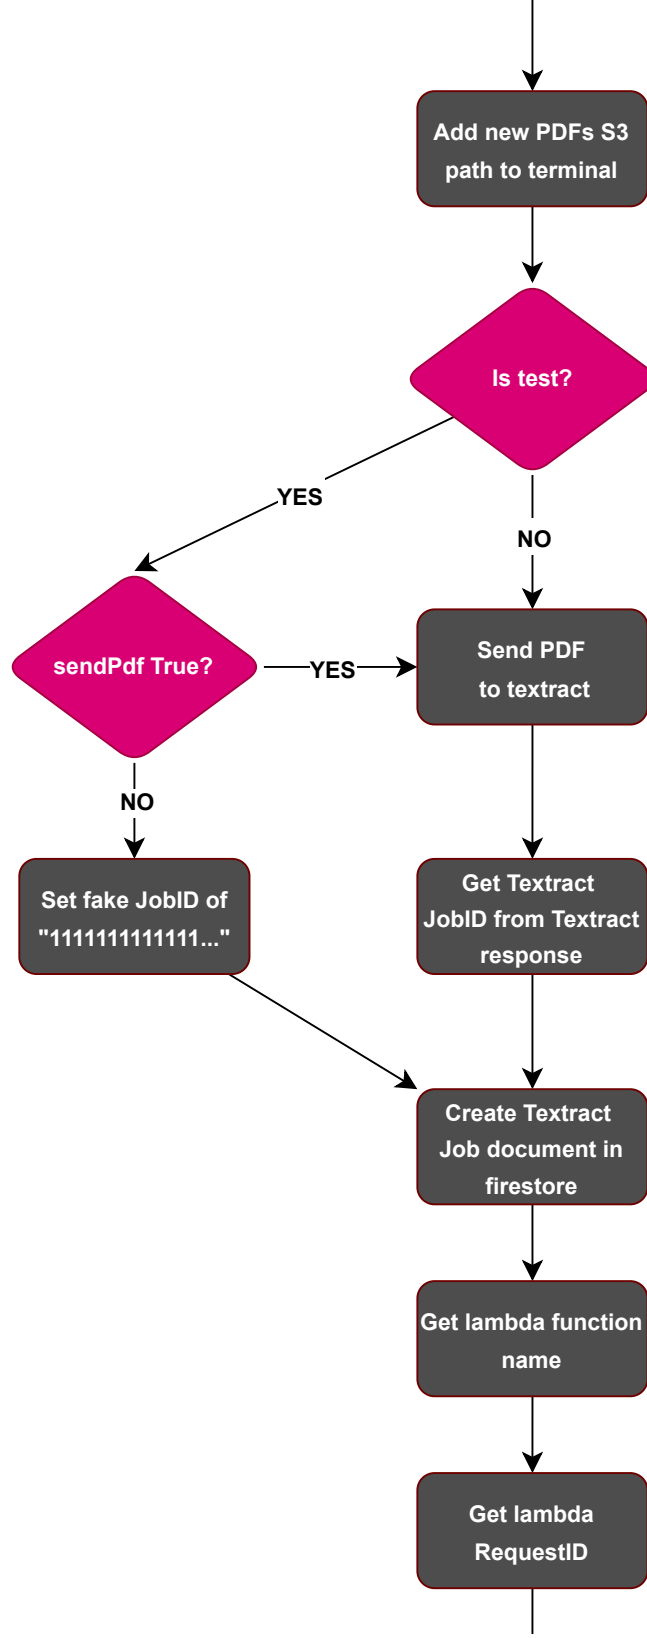 Add new PDFs S3
path to terminal
Is test?
YES
NO
sendPdf True?
YES
Send PDF
to textract
NO
Set fake JobID of
"1111111111111..."
Get Textract
JobID from Textract
response
Create Textract
Job document in
firestore
Get lambda function
name
Get lambda
RequestID